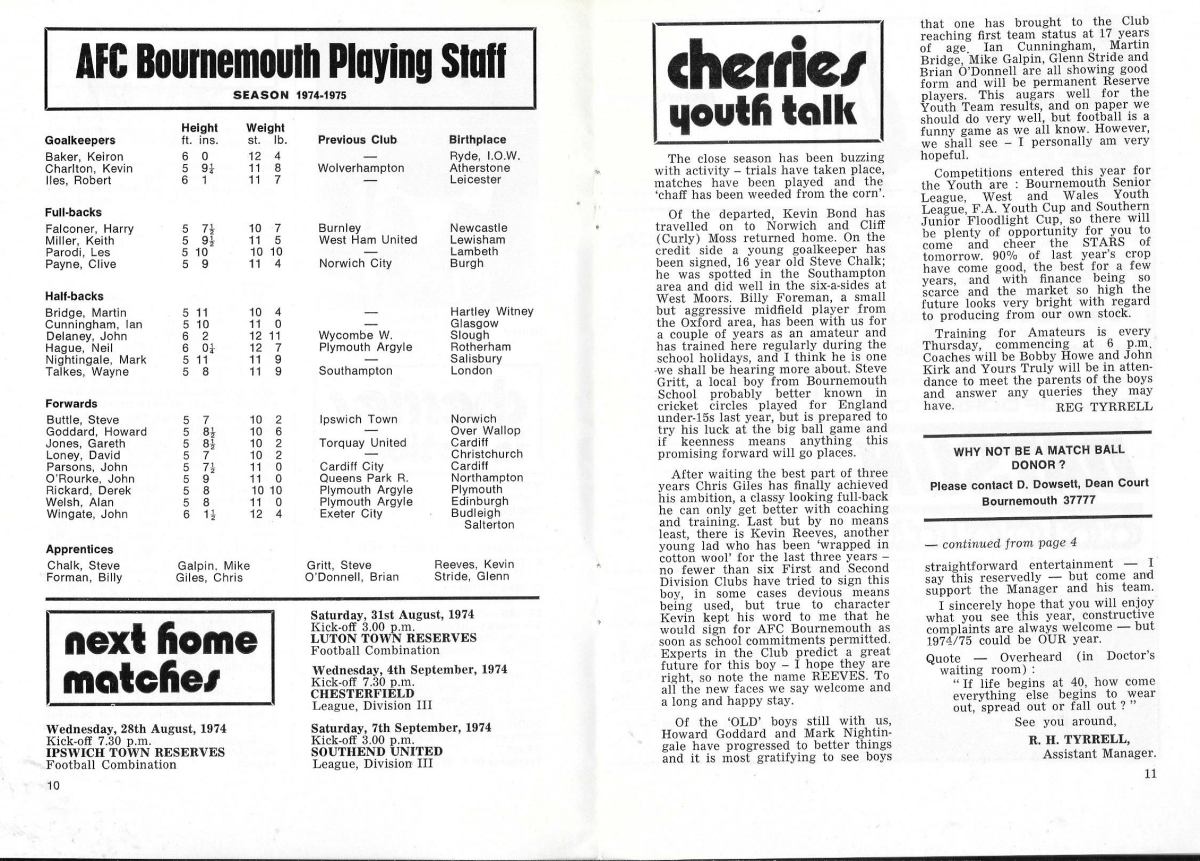 AFC Bournemouth Playing Staff
SEASON 1974-1975
Height Weight
Goalkeepers ft. ins. st. lb. Previous Club Birthplace
Baker, Keiron 6 0 12 4 — Ryde, I.O.W.
Charlton, Kevin 5 9½ 11 8 Wolverhampton Atherstone
Iles, Robert 6 1 11 7 — Leicester
Full-backs
Falconer, Harry 5 7½ 10 7 Burnley Newcastle
Miller, Keith 5 9½ 11 5 West Ham United Lewisham
Parodi, Les 5 10 10 10 — Lambeth
Payne, Clive 5 9 11 4 Norwich City Burgh
Half-backs
Bridge, Martin 5 11 10 4 — Hartley Witney
Cunningham, Ian 5 10 11 0 — Glasgow
Delaney, John 6 2 12 11 Wycombe W. Slough
Hague, Neil 6 0¼ 12 7 Plymouth Argyle Rotherham
Nightingale, Mark 5 11 11 9 — Salisbury
Talkes, Wayne 5 8 11 9 Southampton London
Forwards
Buttle, Steve 5 7 10 2 Ipswich Town Norwich
Goddard, Howard 5 8½ 10 6 — Over Wallop
Jones, Gareth 5 8½ 10 2 Torquay United Cardiff
Loney, David 5 7 10 2 — Christchurch
Parsons, John 5 7½ 11 0 Cardiff City Cardiff
O'Rourke, John 5 9 11 0 Queens Park R. Northampton
Rickard, Derek 5 8 10 10 Plymouth Argyle Plymouth
Welsh, Alan 5 8 11 0 Plymouth Argyle Edinburgh
Wingate, John 6 1½ 12 4 Exeter City Budleigh
Salterton
Apprentices
Chalk, Steve Galpin, Mike Gritt, Steve Reeves, Kevin
Forman, Billy Giles, Chris O'Donnell, Brian Stride, Glenn
next home
matches
Wednesday, 28th August, 1974
Kick-off 7.30 p.m.
IPSWICH TOWN RESERVES
Football Combination
Saturday, 31st August, 1974
Kick-off 3.00 p.m.
LUTON TOWN RESERVES
Football Combination
Wednesday, 4th September, 1974
Kick-off 7.30 p.m.
CHESTERFIELD
League, Division III
Saturday, 7th September, 1974
Kick-off 3.00 p.m.
SOUTHEND UNITED
League, Division III
10
cherries
youth talk
The close season has been buzzing
with activity – trials have taken place,
matches have been played and the
'chaff has been weeded from the corn'.
Of the departed, Kevin Bond has
travelled on to Norwich and Cliff
(Curly) Moss returned home. On the
credit side a young goalkeeper has
been signed, 16 year old Steve Chalk;
he was spotted in the Southampton
area and did well in the six-a-sides at
West Moors. Billy Foreman, a small
but aggressive midfield player from
the Oxford area, has been with us for
a couple of years as an amateur and
has trained here regularly during the
school holidays, and I think he is one
we shall be hearing more about. Steve
Gritt, a local boy from Bournemouth
School probably better known in
cricket circles played for England
under-15s last year, but is prepared to
try his luck at the big ball game and
if keenness means anything this
promising forward will go places.
After waiting the best part of three
years Chris Giles has finally achieved
his ambition, a classy looking full-back
he can only get better with coaching
and training. Last but by no means
least, there is Kevin Reeves, another
young lad who has been 'wrapped in
cotton wool' for the last three years –
no fewer than six First and Second
Division Clubs have tried to sign this
boy, in some cases devious means
being used, but true to character
Kevin kept his word to me that he
would sign for AFC Bournemouth as
soon as school commitments permitted.
Experts in the Club predict a great
future for this boy – I hope they are
right, so note the name REEVES. To
all the new faces we say welcome and
a long and happy stay.
Of the 'OLD' boys still with us,
Howard Goddard and Mark Nightin-
gale have progressed to better things
and it is most gratifying to see boys
that one has brought to the Club
reaching first team status at 17 years
of age. Ian Cunningham, Martin
Bridge, Mike Galpin, Glenn Stride and
Brian O'Donnell are all showing good
form and will be permanent Reserve
players. This augars well for the
Youth Team results, and on paper we
should do very well, but football is a
funny game as we all know. However,
we shall see – I personally am very
hopeful.
Competitions entered this year for
the Youth are : Bournemouth Senior
League, West and Wales Youth
League, F.A. Youth Cup and Southern
Junior Floodlight Cup, so there will
be plenty of opportunity for you to
come and cheer the STARS of
tomorrow. 90% of last year's crop
have come good, the best for a few
years, and with finance being so
scarce and the market so high the
future looks very bright with regard
to producing from our own stock.
Training for Amateurs is every
Thursday, commencing at 6 p.m.
Coaches will be Bobby Howe and John
Kirk and Yours Truly will be in atten-
dance to meet the parents of the boys
and answer any queries they may
have. REG TYRRELL
WHY NOT BE A MATCH BALL
DONOR ?
Please contact D. Dowsett, Dean Court
Bournemouth 37777
— continued from page 4
straightforward entertainment — I
say this reservedly — but come and
support the Manager and his team.
I sincerely hope that you will enjoy
what you see this year, constructive
complaints are always welcome — but
1974/75 could be OUR year.
Quote — Overheard (in Doctor's
waiting room) :
" If life begins at 40, how come
everything else begins to wear
out, spread out or fall out ? "
See you around,
R. H. TYRRELL,
Assistant Manager.
11